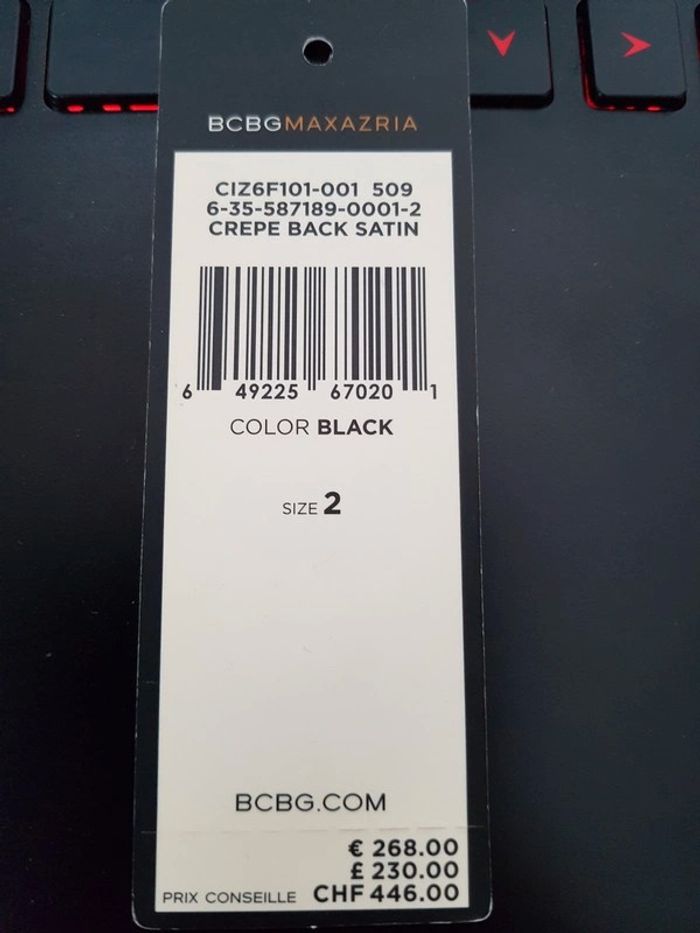 BCBGMAXAZRIA
CIZ6F101-001 509
6-35-587189-0001-2
CREPE BACK SATIN
6 49225 67020 1
COLOR BLACK
SIZE 2
BCBG.COM
€ 268.00
£ 230.00
PRIX CONSEILLE CHF 446.00